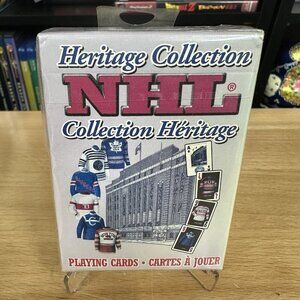 Heritage Collection
NHL®
Collection Héritage
PLAYING CARDS • CARTES À JOUER